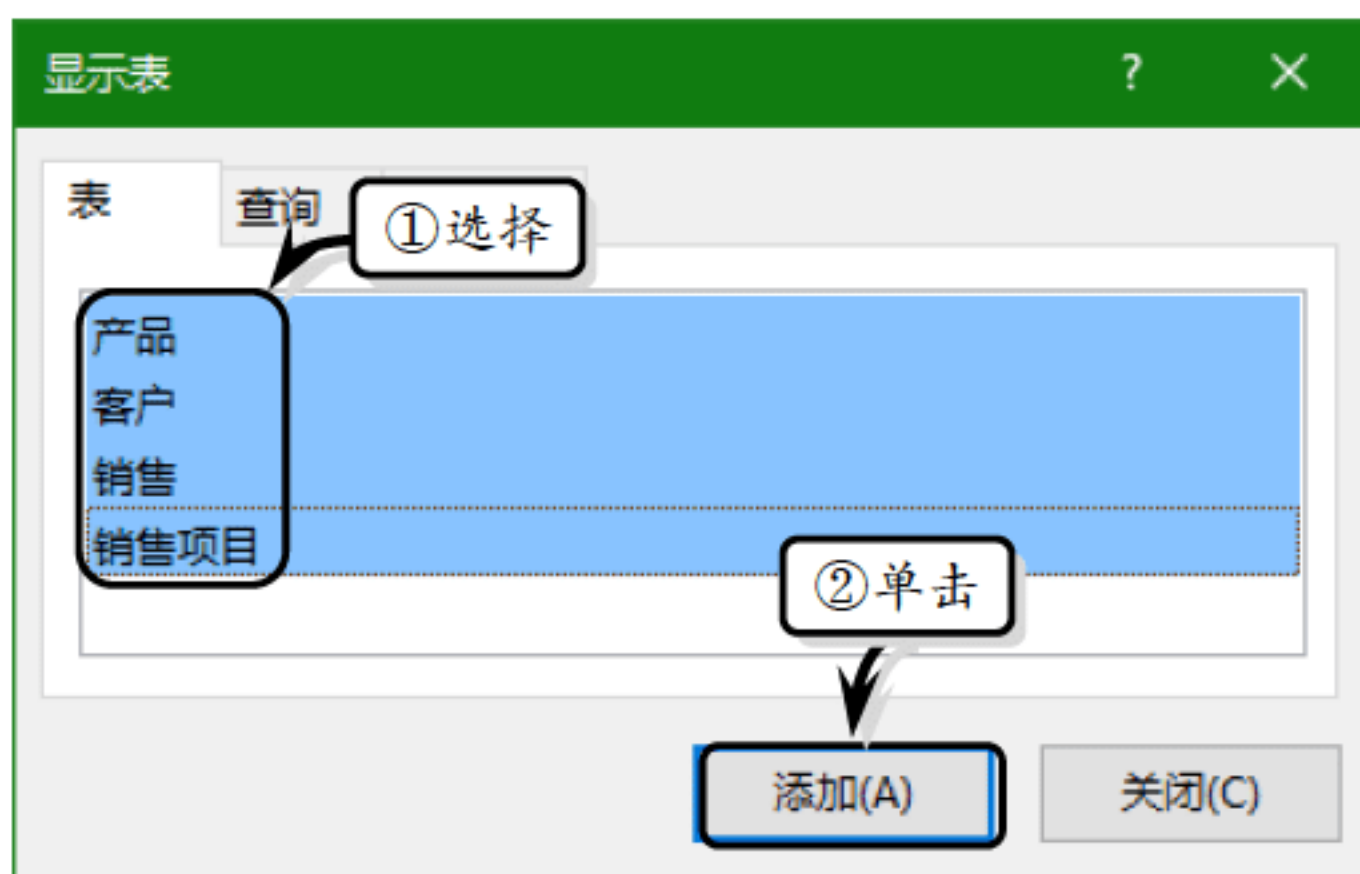 显示表 ? ×
表 查询
①选择
产品
客户
销售
销售项目
②单击
添加(A) 关闭(C)